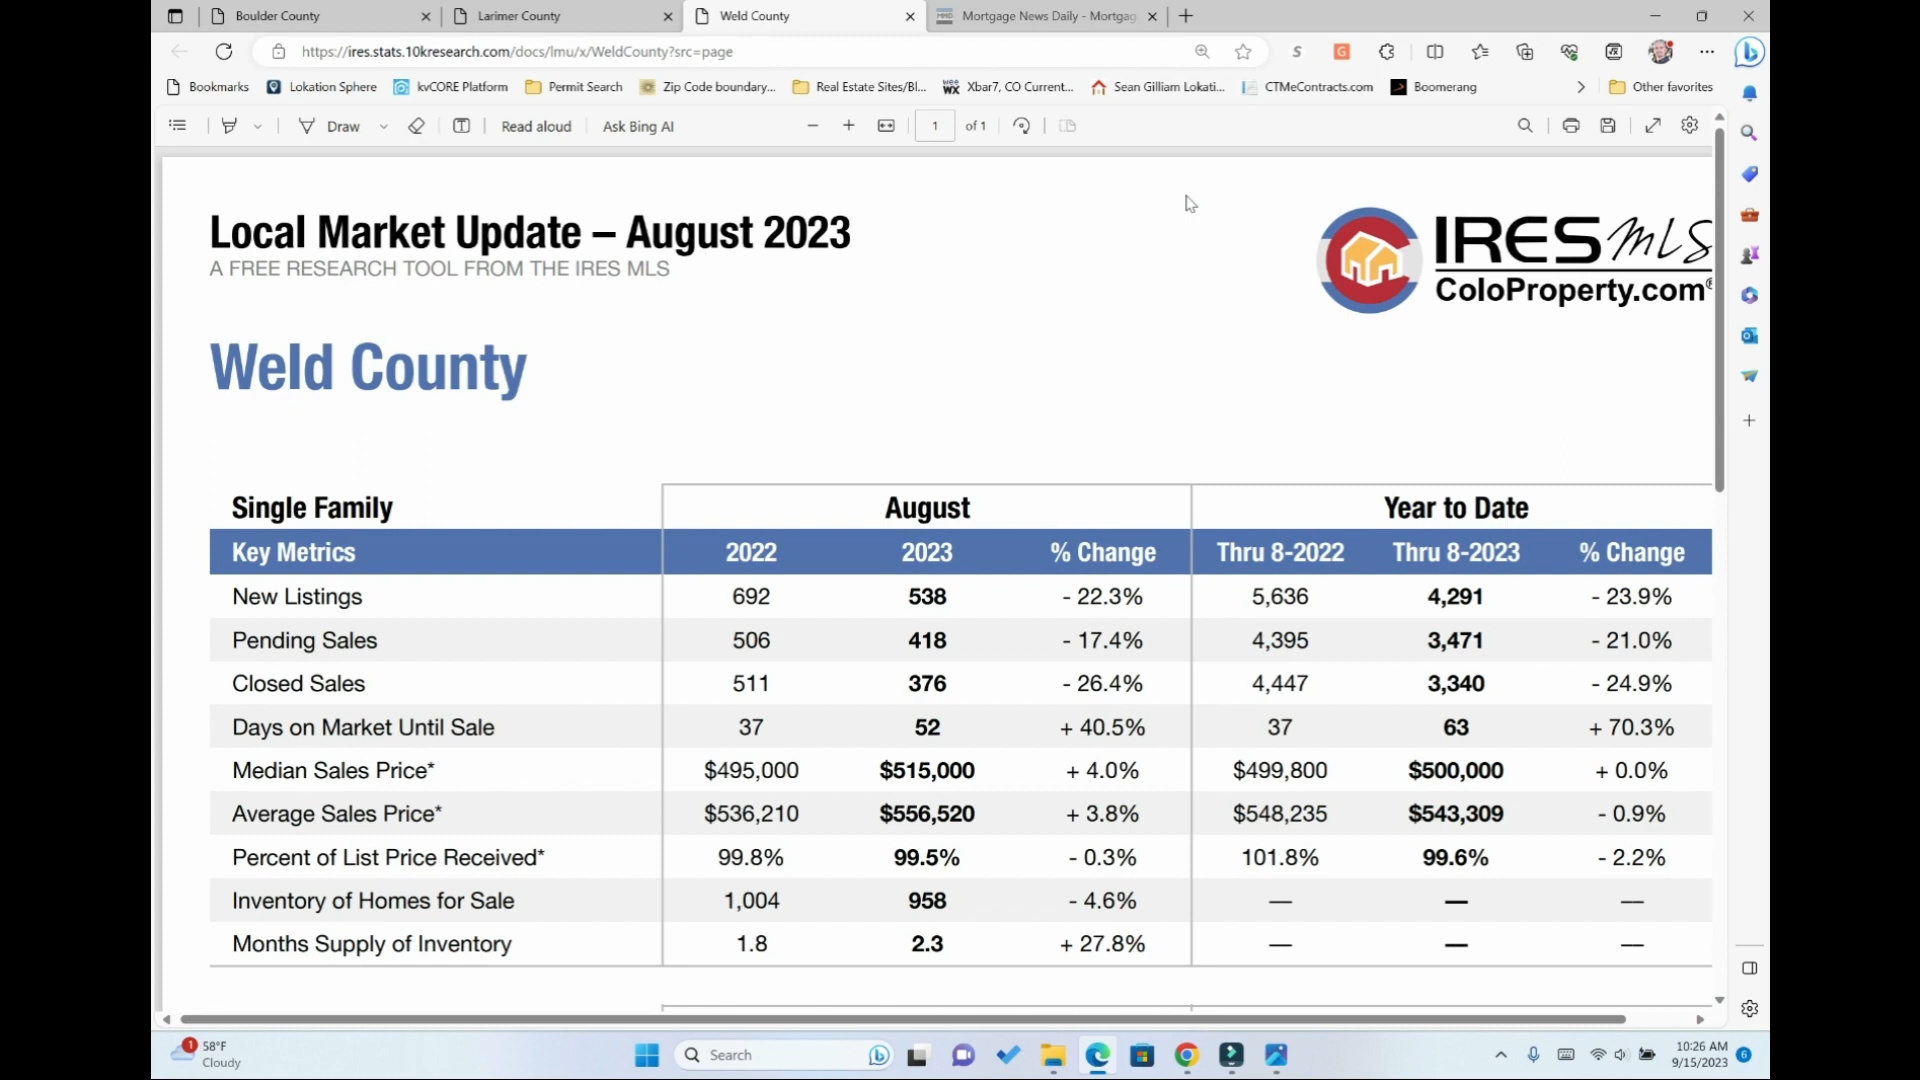 Boulder County
Larimer County
Weld County
Mortgage News Daily - Mortgag
https://ires.stats.10kresearch.com/docs/lmu/x/WeldCounty?src=page
Bookmarks
Lokation Sphere
kvCORE Platform
Permit Search
Zip Code boundary...
Real Estate Sites/Bl...
Xbar7, CO Current...
Sean Gilliam Lokati...
CTMeContracts.com
Boomerang
Other favorites
Draw
Read aloud
Ask Bing AI
1 of 1
Local Market Update – August 2023
A FREE RESEARCH TOOL FROM THE IRES MLS
IRES MLS
ColoProperty.com®
Weld County
Single Family August Year to Date
Key Metrics 2022 2023 % Change Thru 8-2022 Thru 8-2023 % Change
New Listings 692 538 - 22.3% 5,636 4,291 - 23.9%
Pending Sales 506 418 - 17.4% 4,395 3,471 - 21.0%
Closed Sales 511 376 - 26.4% 4,447 3,340 - 24.9%
Days on Market Until Sale 37 52 + 40.5% 37 63 + 70.3%
Median Sales Price* $495,000 $515,000 + 4.0% $499,800 $500,000 + 0.0%
Average Sales Price* $536,210 $556,520 + 3.8% $548,235 $543,309 - 0.9%
Percent of List Price Received* 99.8% 99.5% - 0.3% 101.8% 99.6% - 2.2%
Inventory of Homes for Sale 1,004 958 - 4.6% — — —
Months Supply of Inventory 1.8 2.3 + 27.8% — — —
1
58°F
Cloudy
Search
10:26 AM
9/15/2023
6